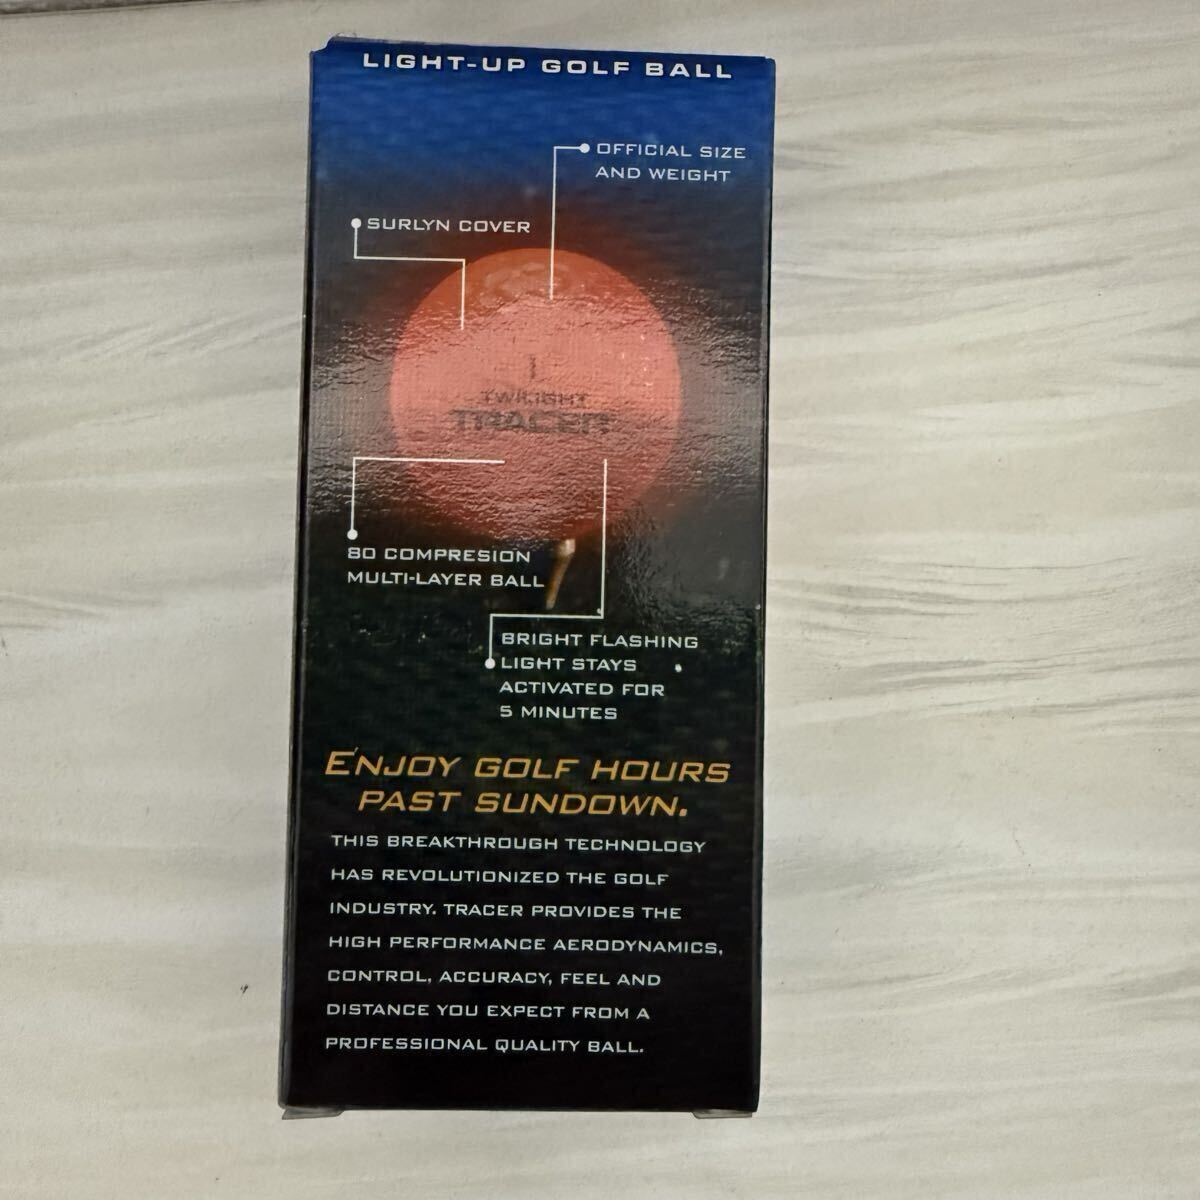 LIGHT-UP GOLF BALL
OFFICIAL SIZE
AND WEIGHT
SURLYN COVER
TWILIGHT
TRACER
80 COMPRESION
MULTI-LAYER BALL
BRIGHT FLASHING
LIGHT STAYS
ACTIVATED FOR
5 MINUTES
ENJOY GOLF HOURS
PAST SUNDOWN.
THIS BREAKTHROUGH TECHNOLOGY
HAS REVOLUTIONIZED THE GOLF
INDUSTRY. TRACER PROVIDES THE
HIGH PERFORMANCE AERODYNAMICS,
CONTROL, ACCURACY, FEEL AND
DISTANCE YOU EXPECT FROM A
PROFESSIONAL QUALITY BALL.